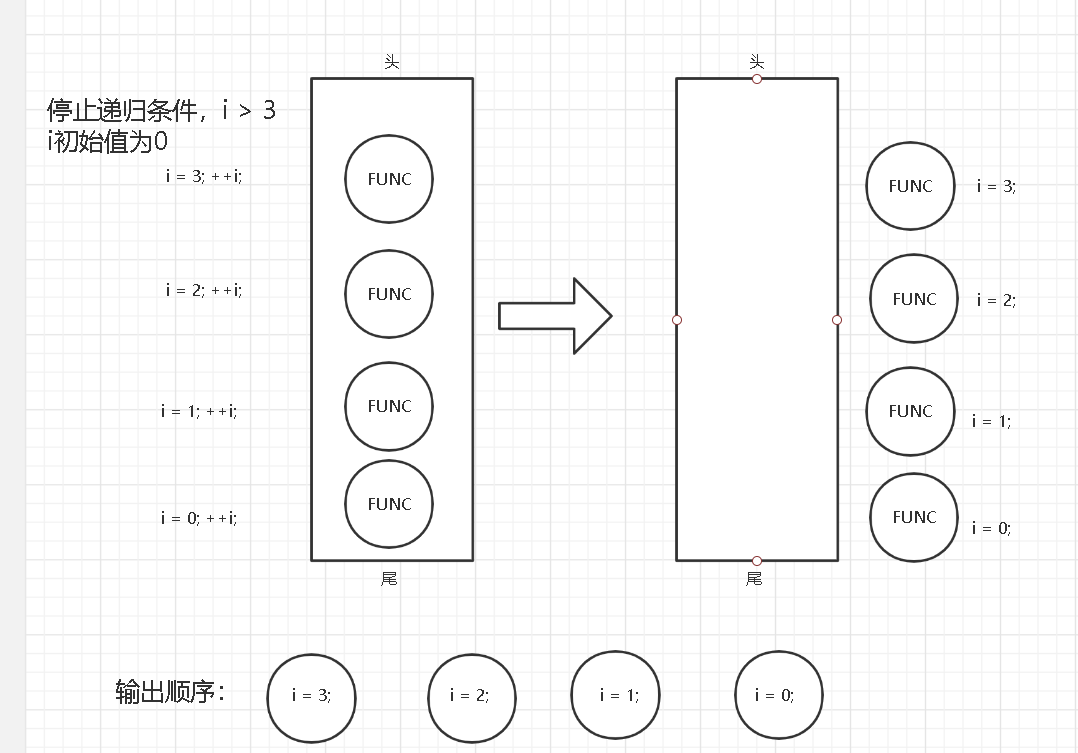 停止递归条件，i > 3
i初始值为0
头
i = 3; ++i;
FUNC
i = 2; ++i;
FUNC
i = 1; ++i;
FUNC
i = 0; ++i;
FUNC
尾
头
FUNC
i = 3;
FUNC
i = 2;
FUNC
i = 1;
FUNC
i = 0;
尾
输出顺序：
i = 3;
i = 2;
i = 1;
i = 0;